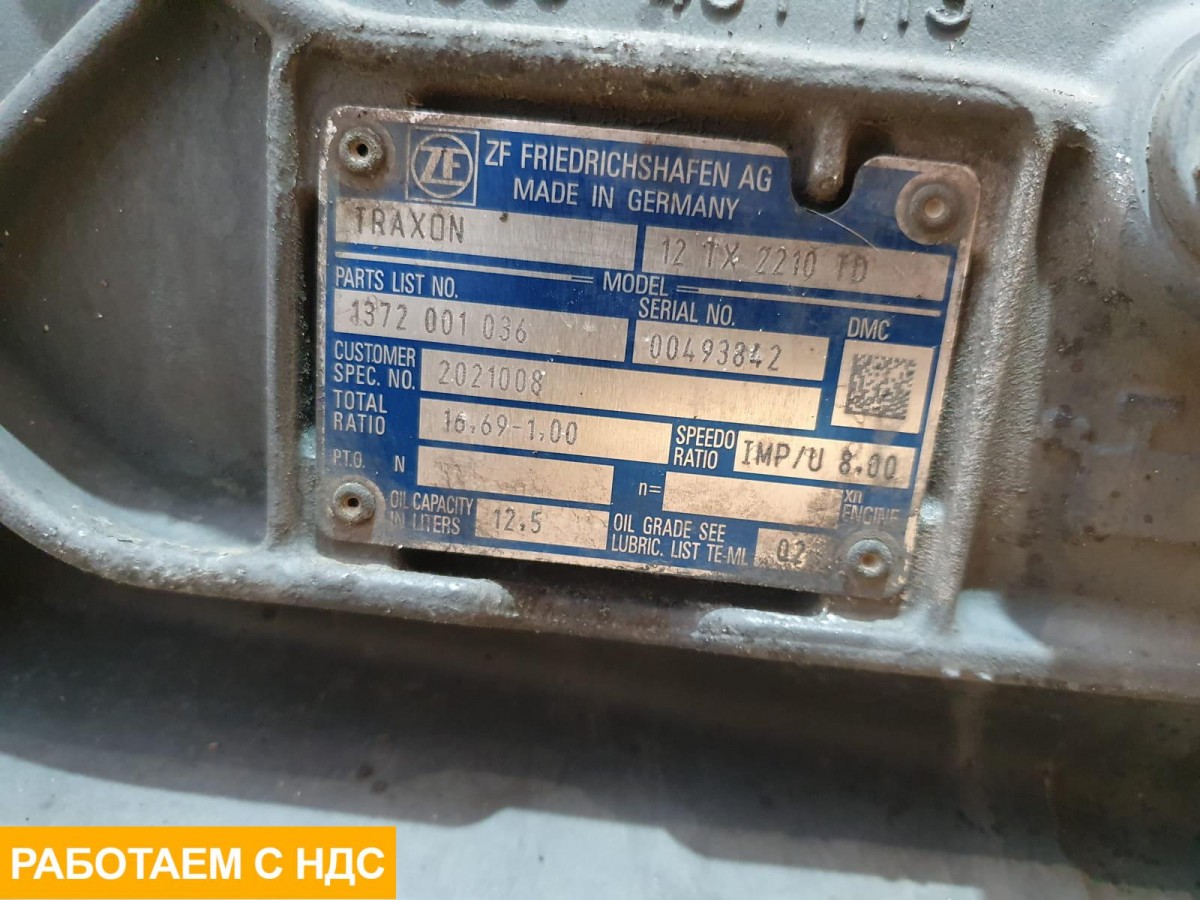 ZF
ZF FRIEDRICHSHAFEN AG
MADE IN GERMANY
TRAXON
12 TX 2210 TD
MODEL
PARTS LIST NO.
SERIAL NO.
DMC
1372 001 036
00493842
CUSTOMER
SPEC. NO.
2021008
TOTAL
RATIO
16.69-1.00
SPEEDO
RATIO
IMP/U 8.00
P.T.O. N
n=
xn
ENGINE
OIL CAPACITY
IN LITERS
12.5
OIL GRADE SEE
LUBRIC. LIST TE-ML
02
РАБОТАЕМ С НДС